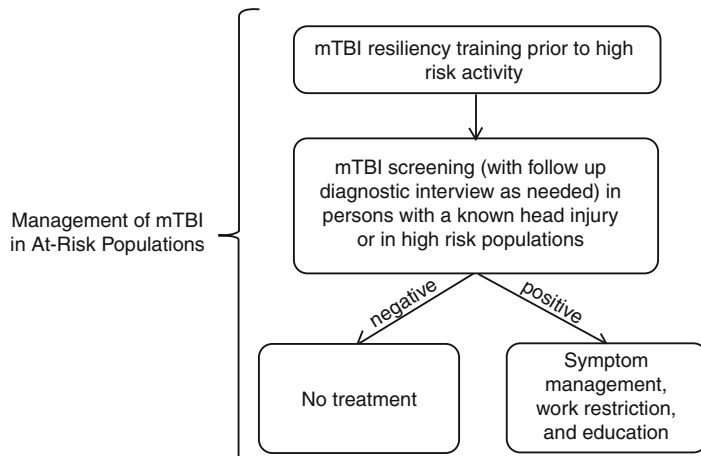 mTBI resiliency training prior to high
risk activity
mTBI screening (with follow up
diagnostic interview as needed) in
persons with a known head injury
or in high risk populations
Management of mTBI
in At-Risk Populations
negative
positive
No treatment
Symptom
management,
work restriction,
and education